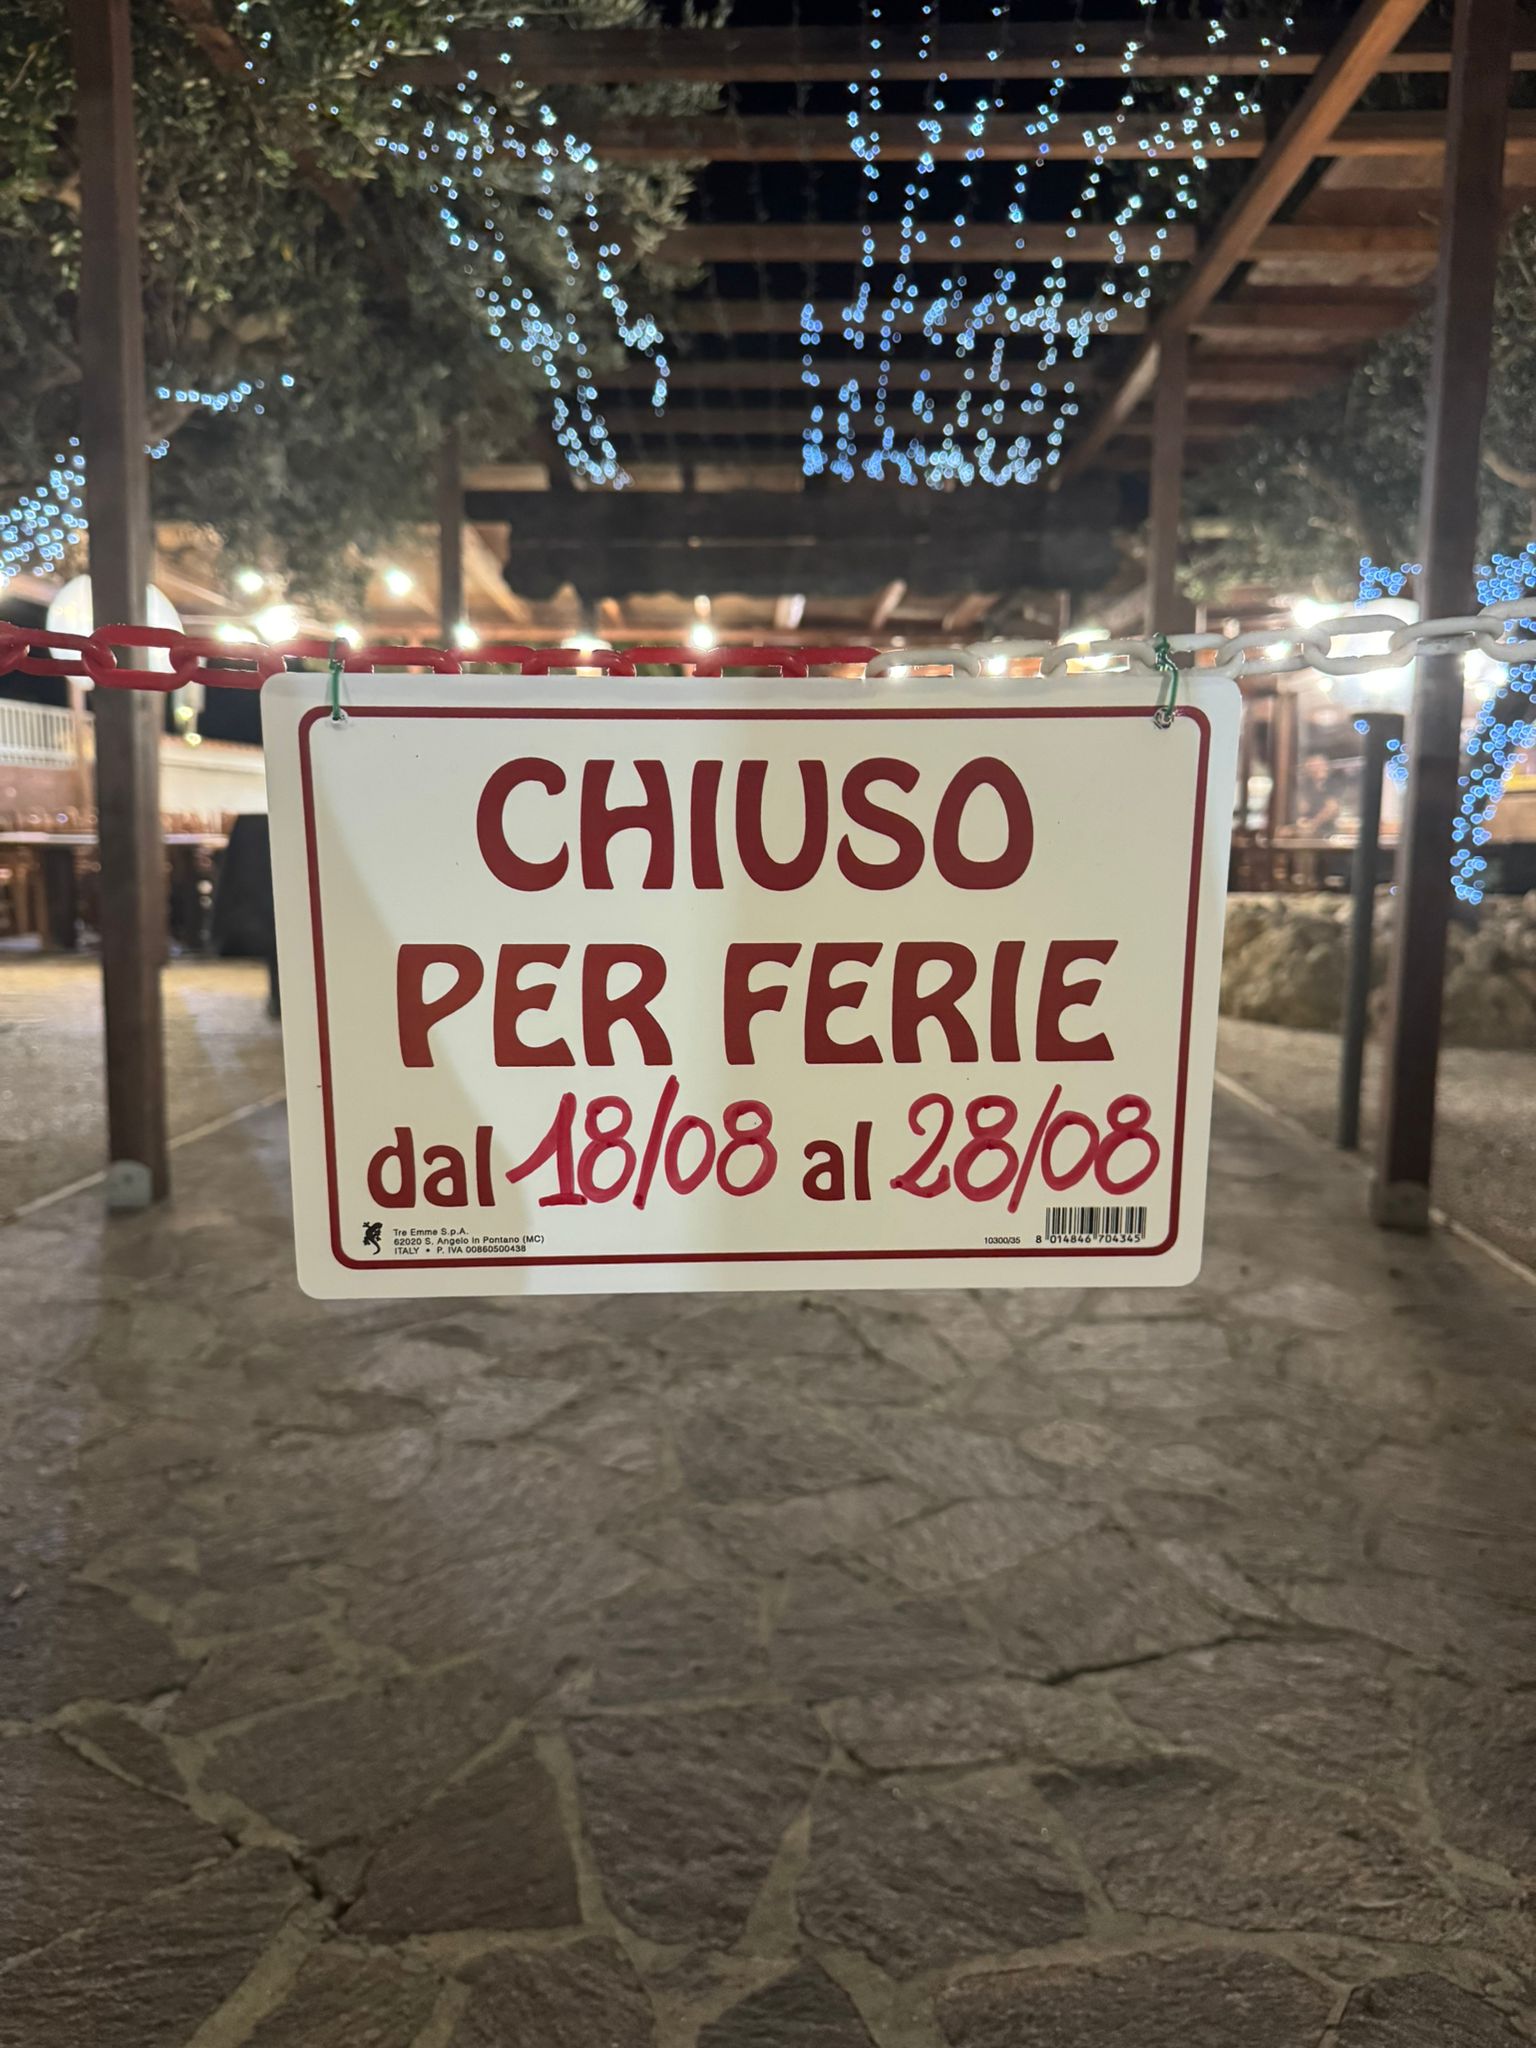 CHIUSO
PER FERIE
dal 18/08 al 28/08
Tre Emme S.p.A.
62020 S. Angelo in Pontano (MC)
ITALY • P. IVA 00860500438
10300/35
8 014846 704345